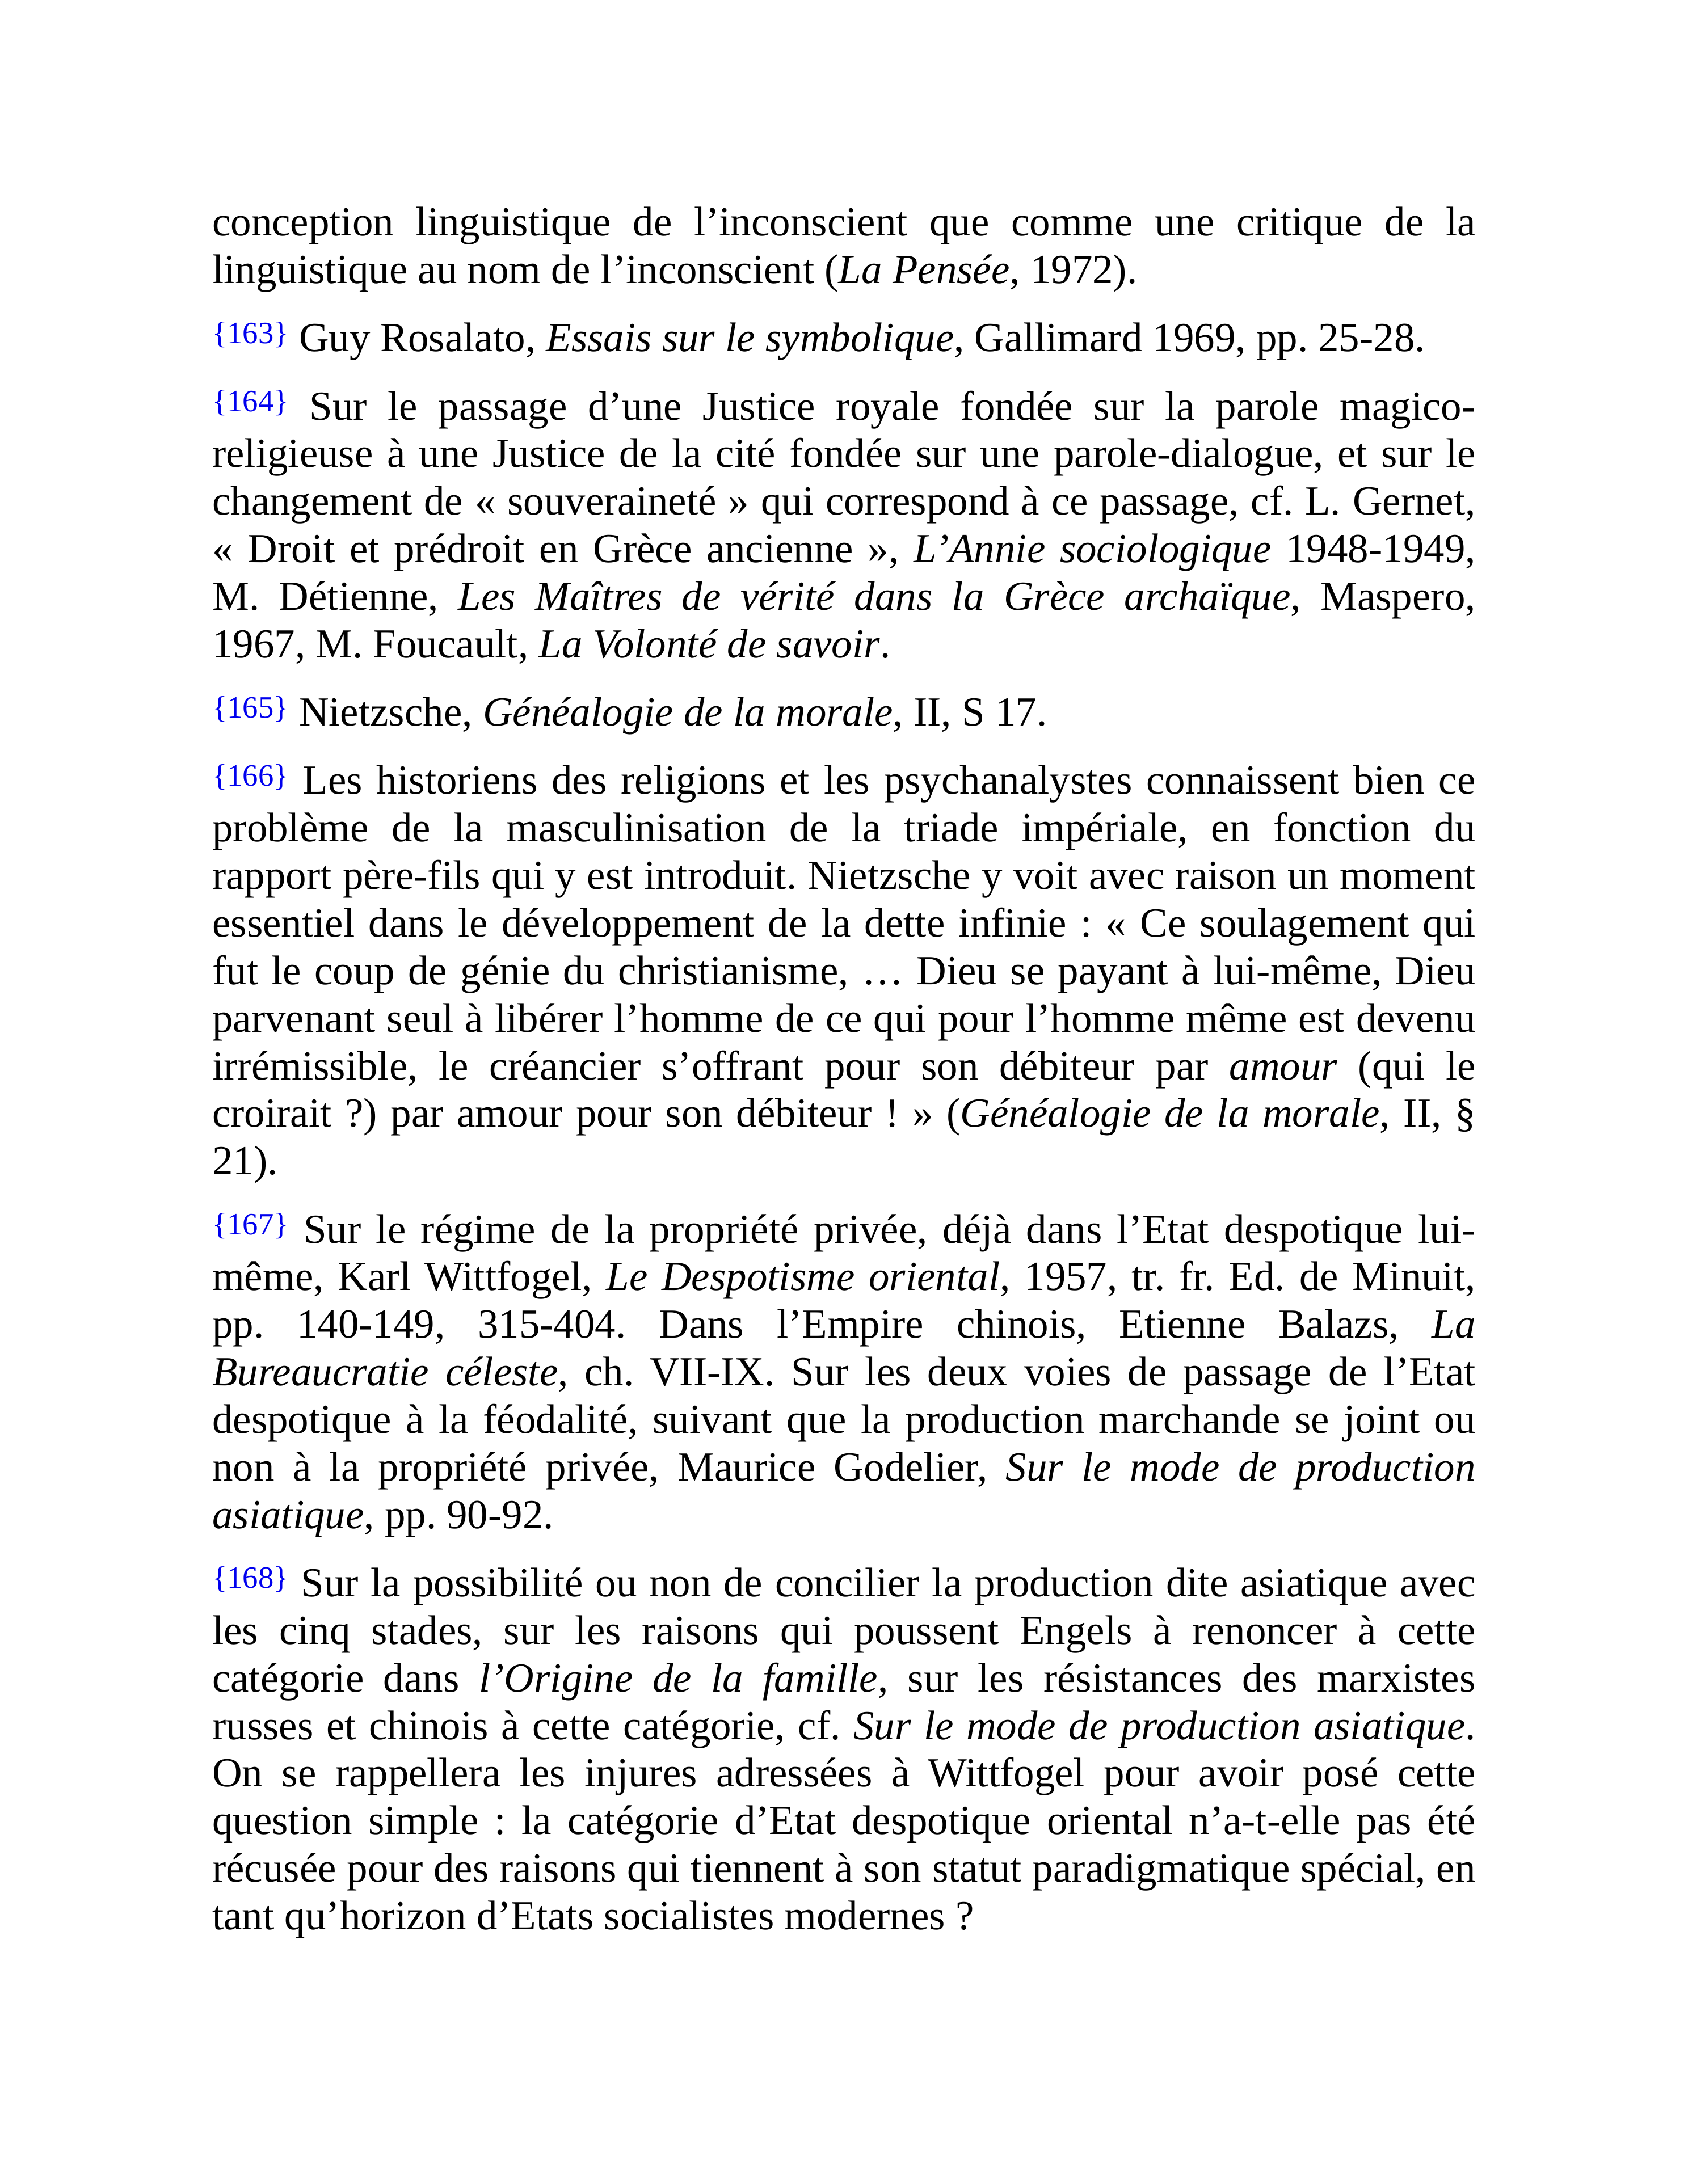 conception linguistique de l’inconscient que comme une critique de la
linguistique au nom de l’inconscient (La Pensée, 1972).
{163} Guy Rosalato, Essais sur le symbolique, Gallimard 1969, pp. 25-28.
{164} Sur le passage d’une Justice royale fondée sur la parole magico-
religieuse à une Justice de la cité fondée sur une parole-dialogue, et sur le
changement de « souveraineté » qui correspond à ce passage, cf. L. Gernet,
« Droit et prédroit en Grèce ancienne », L’Annie sociologique 1948-1949,
M. Détienne, Les Maîtres de vérité dans la Grèce archaïque, Maspero,
1967, M. Foucault, La Volonté de savoir.
{165} Nietzsche, Généalogie de la morale, II, S 17.
{166} Les historiens des religions et les psychanalystes connaissent bien ce
problème de la masculinisation de la triade impériale, en fonction du
rapport père-fils qui y est introduit. Nietzsche y voit avec raison un moment
essentiel dans le développement de la dette infinie : « Ce soulagement qui
fut le coup de génie du christianisme, … Dieu se payant à lui-même, Dieu
parvenant seul à libérer l’homme de ce qui pour l’homme même est devenu
irrémissible, le créancier s’offrant pour son débiteur par amour (qui le
croirait ?) par amour pour son débiteur ! » (Généalogie de la morale, II, §
21).
{167} Sur le régime de la propriété privée, déjà dans l’Etat despotique lui-
même, Karl Wittfogel, Le Despotisme oriental, 1957, tr. fr. Ed. de Minuit,
pp. 140-149, 315-404. Dans l’Empire chinois, Etienne Balazs, La
Bureaucratie céleste, ch. VII-IX. Sur les deux voies de passage de l’Etat
despotique à la féodalité, suivant que la production marchande se joint ou
non à la propriété privée, Maurice Godelier, Sur le mode de production
asiatique, pp. 90-92.
{168} Sur la possibilité ou non de concilier la production dite asiatique avec
les cinq stades, sur les raisons qui poussent Engels à renoncer à cette
catégorie dans l’Origine de la famille, sur les résistances des marxistes
russes et chinois à cette catégorie, cf. Sur le mode de production asiatique.
On se rappellera les injures adressées à Wittfogel pour avoir posé cette
question simple : la catégorie d’Etat despotique oriental n’a-t-elle pas été
récusée pour des raisons qui tiennent à son statut paradigmatique spécial, en
tant qu’horizon d’Etats socialistes modernes ?